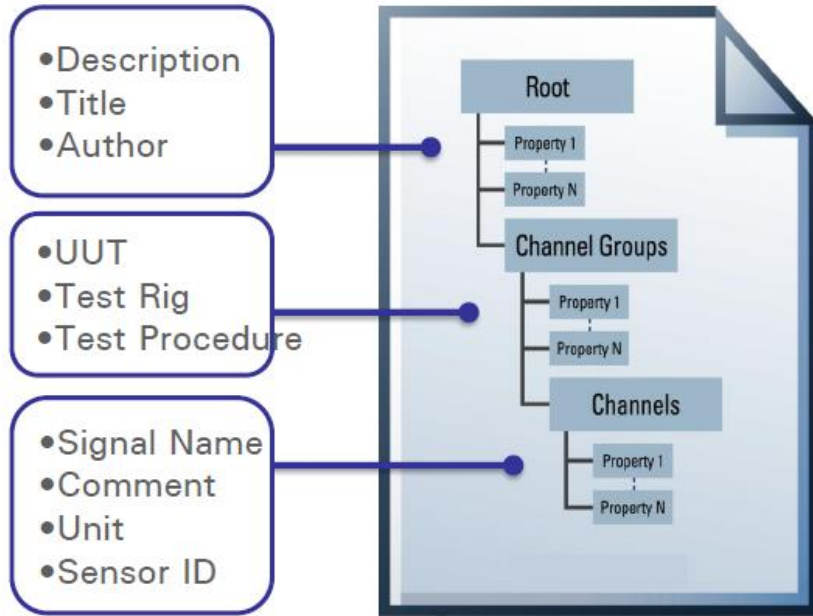 •Description
•Title
•Author
•UUT
•Test Rig
•Test Procedure
•Signal Name
•Comment
•Unit
•Sensor ID
Root
Property 1
Property N
Channel Groups
Property 1
Property N
Channels
Property 1
Property N